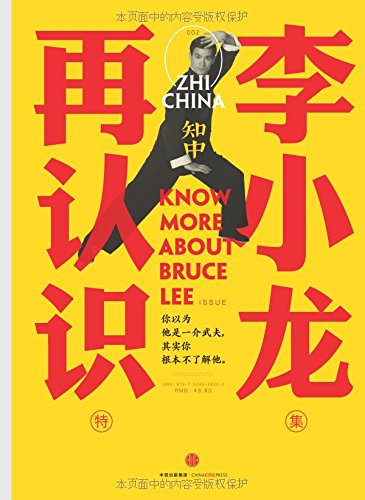 本页面中的内容受版权保护
002
ZHI
CHINA
知中
李小龙
再认识
KNOW
MORE
ABOUT
BRUCE
LEE
ISSUE
你以为
他是一介武夫,
其实你
根本不了解他。
RMB: 49.80
特
集
中信出版集团·CHINACITICPRESS
本页面中的内容受版权保护